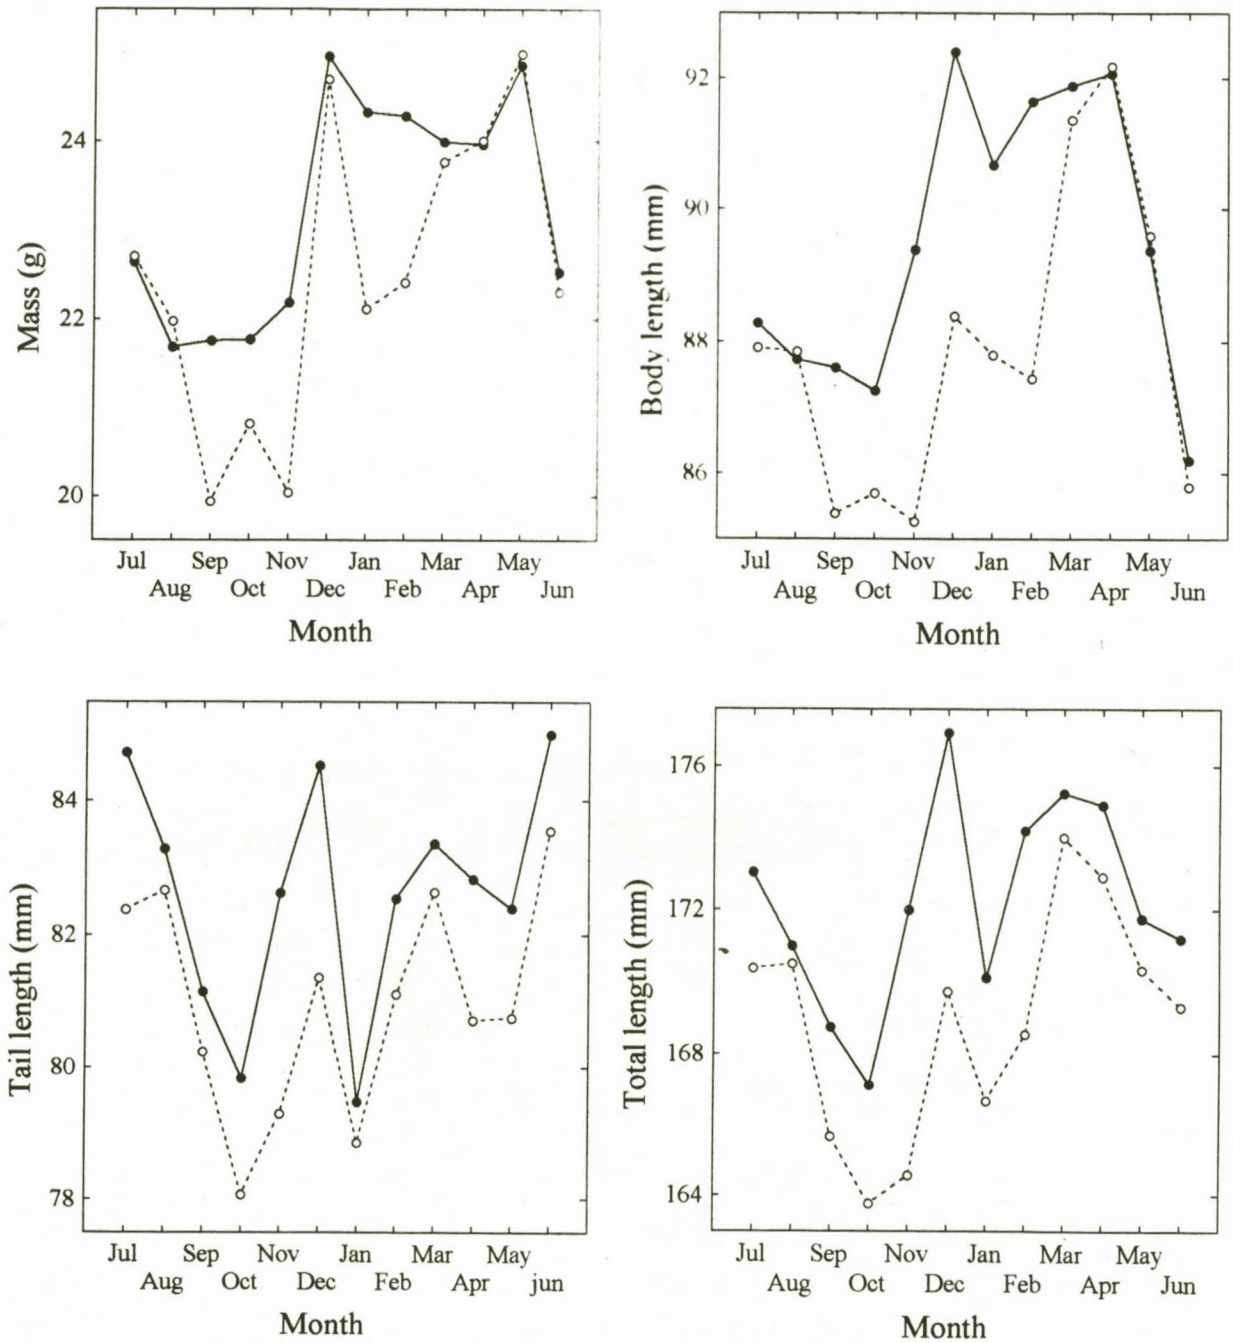 Mass (g)
24
22
20
Jul Sep Nov Jan Mar May
Aug Oct Dec Feb Apr Jun
Month
Body length (mm)
92
90
88
86
Jul Sep Nov Jan Mar May
Aug Oct Dec Feb Apr Jun
Month
Tail length (mm)
84
82
80
78
Jul Sep Nov Jan Mar May
Aug Oct Dec Feb Apr jun
Month
Total length (mm)
176
172
168
164
Jul Sep Nov Jan Mar May
Aug Oct Dec Feb Apr Jun
Month